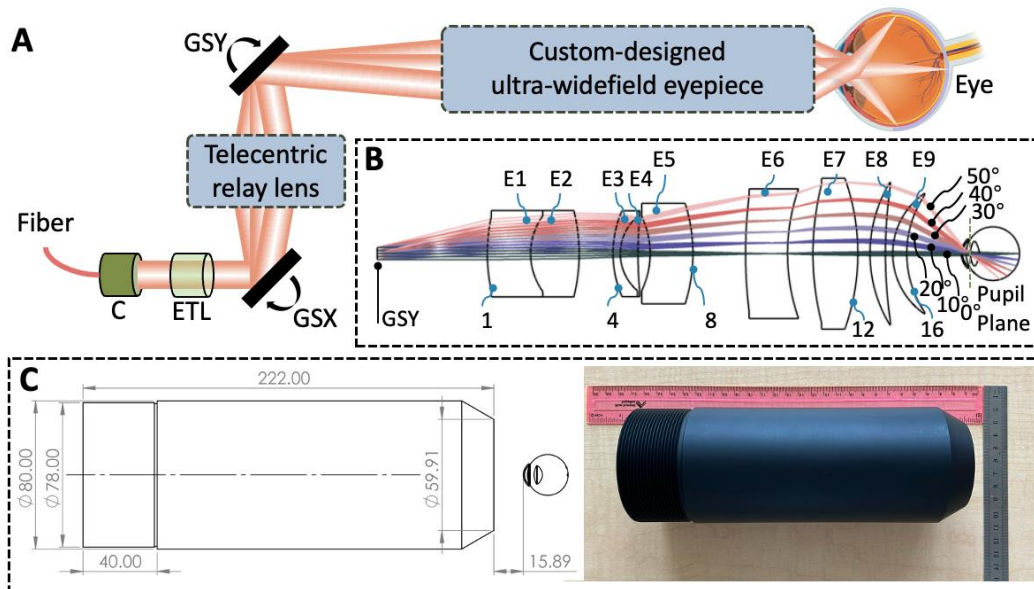 A
GSY
Custom-designed
ultra-widefield eyepiece
Eye
Telecentric
relay lens
Fiber
C
ETL
GSX
B
E1
E2
E3
E4
E5
E6
E7
E8
E9
50°
40°
30°
20°
10°
0°
GSY
1
4
8
12
16
Pupil
Plane
C
222.00
Ø80.00
Ø78.00
Ø59.91
40.00
15.89